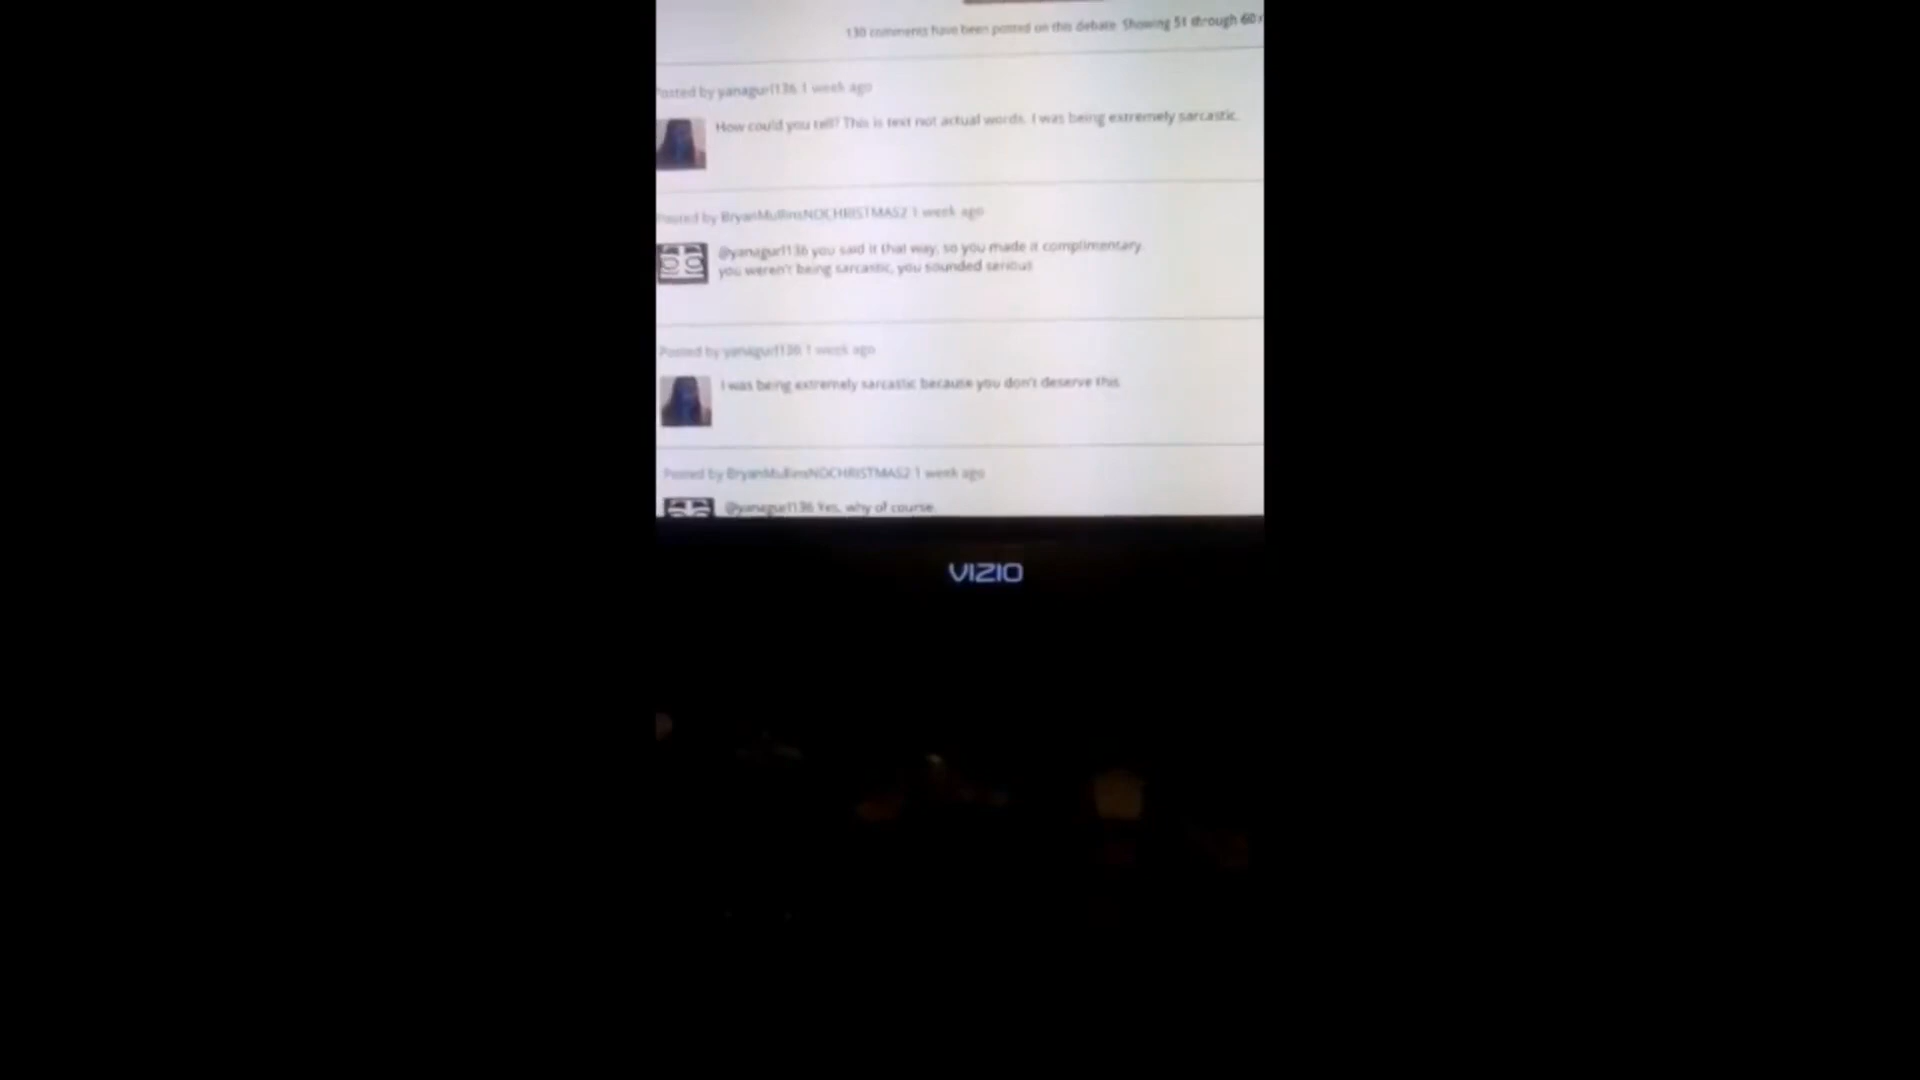 130 comments have been posted on this debate. Showing 51 through 60
Posted by yanagurl136 1 week ago
How could you tell? This is text not actual words. I was being extremely sarcastic.
Posted by BryanMullinsNOCHRISTMAS2 1 week ago
@yanagurl136 you said it that way, so you made it complimentary.
you weren't being sarcastic, you sounded serious
Posted by yanagurl136 1 week ago
I was being extremely sarcastic because you don't deserve this.
Posted by BryanMullinsNOCHRISTMAS2 1 week ago
@yanagurl136 Yes, why of course.
VIZIO